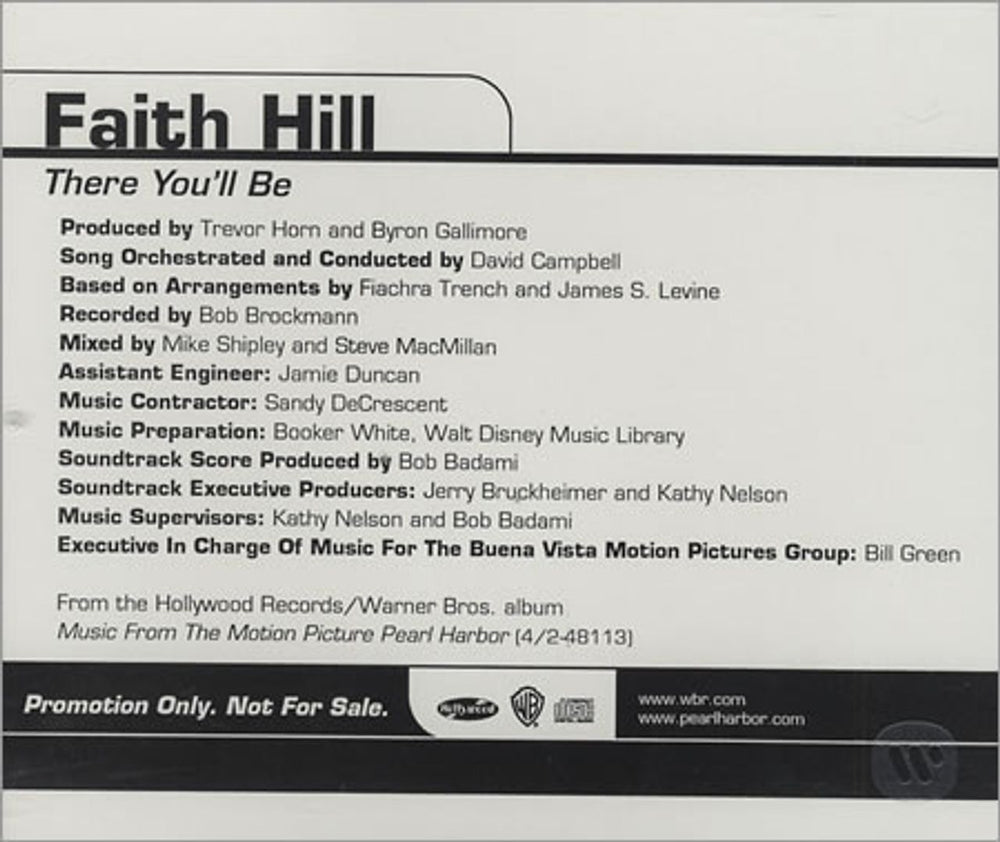 Faith Hill
There You'll Be
Produced by Trevor Horn and Byron Gallimore
Song Orchestrated and Conducted by David Campbell
Based on Arrangements by Fiachra Trench and James S. Levine
Recorded by Bob Brockmann
Mixed by Mike Shipley and Steve MacMillan
Assistant Engineer: Jamie Duncan
Music Contractor: Sandy DeCrescent
Music Preparation: Booker White, Walt Disney Music Library
Soundtrack Score Produced by Bob Badami
Soundtrack Executive Producers: Jerry Bruckheimer and Kathy Nelson
Music Supervisors: Kathy Nelson and Bob Badami
Executive In Charge Of Music For The Buena Vista Motion Pictures Group: Bill Green
From the Hollywood Records/Warner Bros. album
Music From The Motion Picture Pearl Harbor (4/2-48113)
Promotion Only. Not For Sale.
Hollywood WB disc
www.wbr.com
www.pearlharbor.com